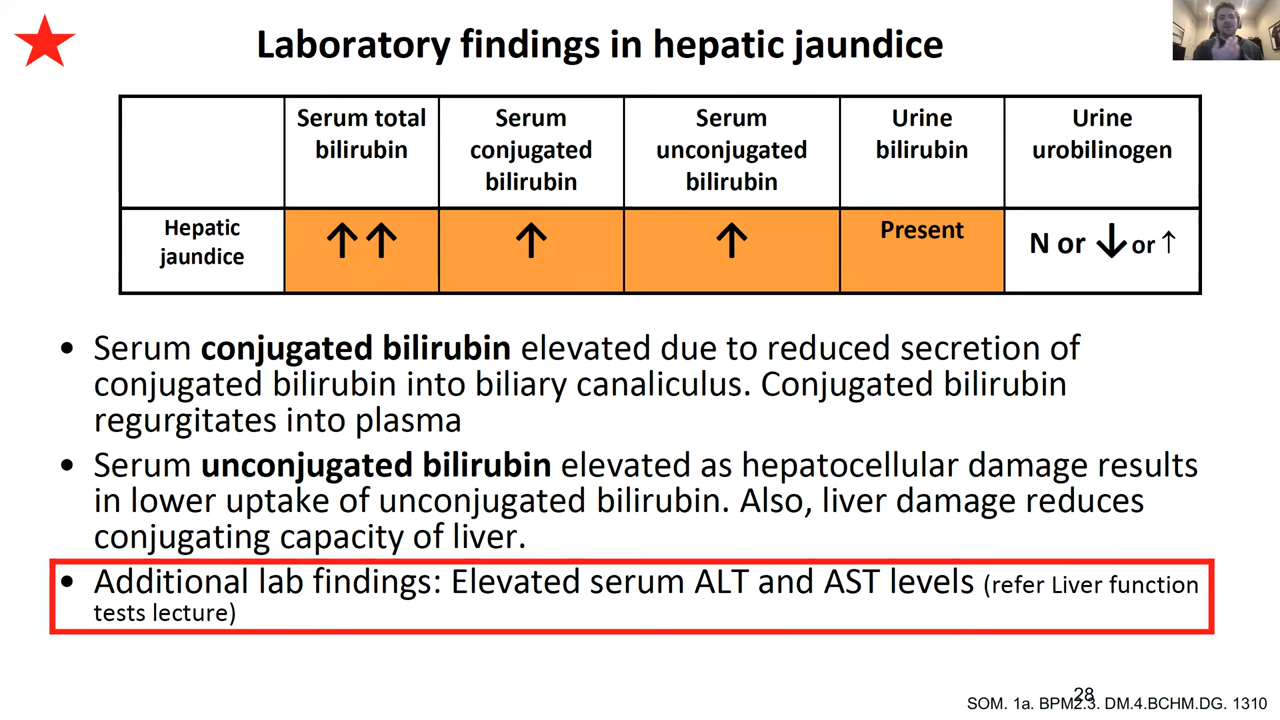 Laboratory findings in hepatic jaundice
Serum total bilirubin
Serum conjugated bilirubin
Serum unconjugated bilirubin
Urine bilirubin
Urine urobilinogen
Hepatic jaundice
↑↑
↑
↑
Present
N or ↓ or ↑
• Serum conjugated bilirubin elevated due to reduced secretion of
conjugated bilirubin into biliary canaliculus. Conjugated bilirubin
regurgitates into plasma
• Serum unconjugated bilirubin elevated as hepatocellular damage results
in lower uptake of unconjugated bilirubin. Also, liver damage reduces
conjugating capacity of liver.
• Additional lab findings: Elevated serum ALT and AST levels (refer Liver function
tests lecture)
28
SOM. 1a. BPM2.3. DM.4.BCHM.DG. 1310